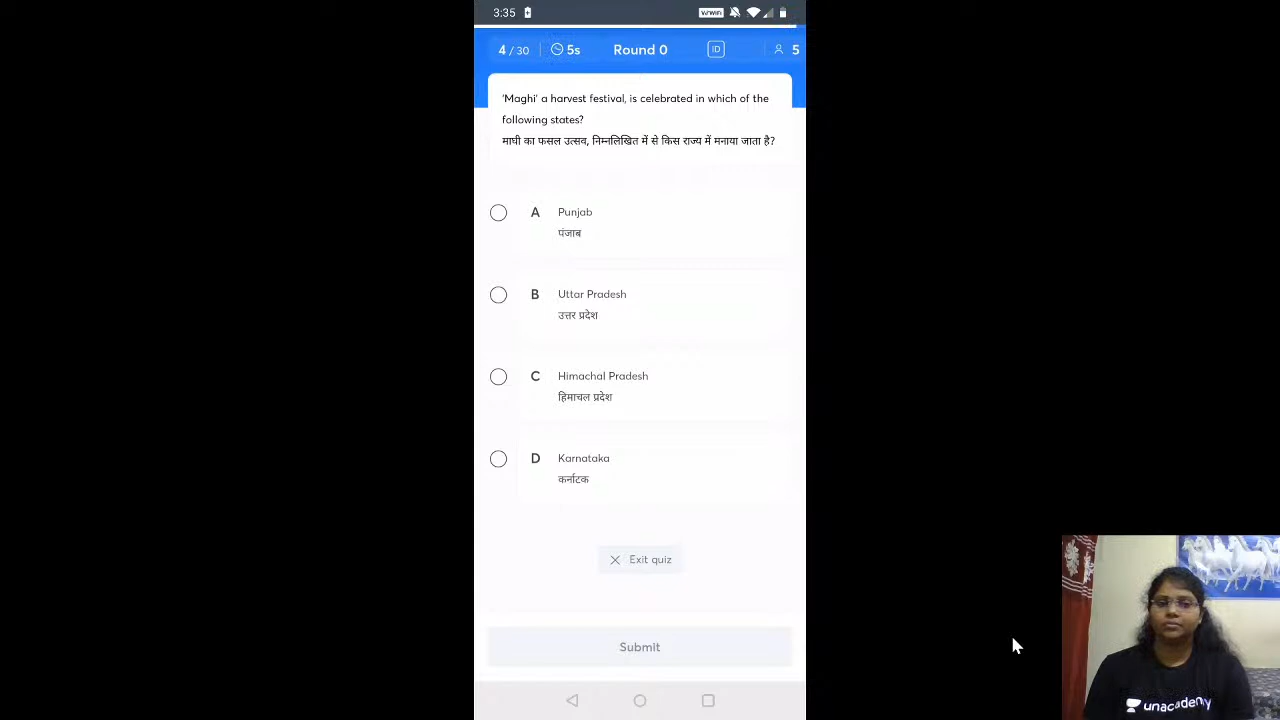 3:35
VoWiFi
4 / 30
5s
Round 0
ID
5
'Maghi' a harvest festival, is celebrated in which of the
following states?
माघी का फसल उत्सव, निम्नलिखित में से किस राज्य में मनाया जाता है?
A
Punjab
पंजाब
B
Uttar Pradesh
उत्तर प्रदेश
C
Himachal Pradesh
हिमाचल प्रदेश
D
Karnataka
कर्नाटक
Exit quiz
Submit
unacademy